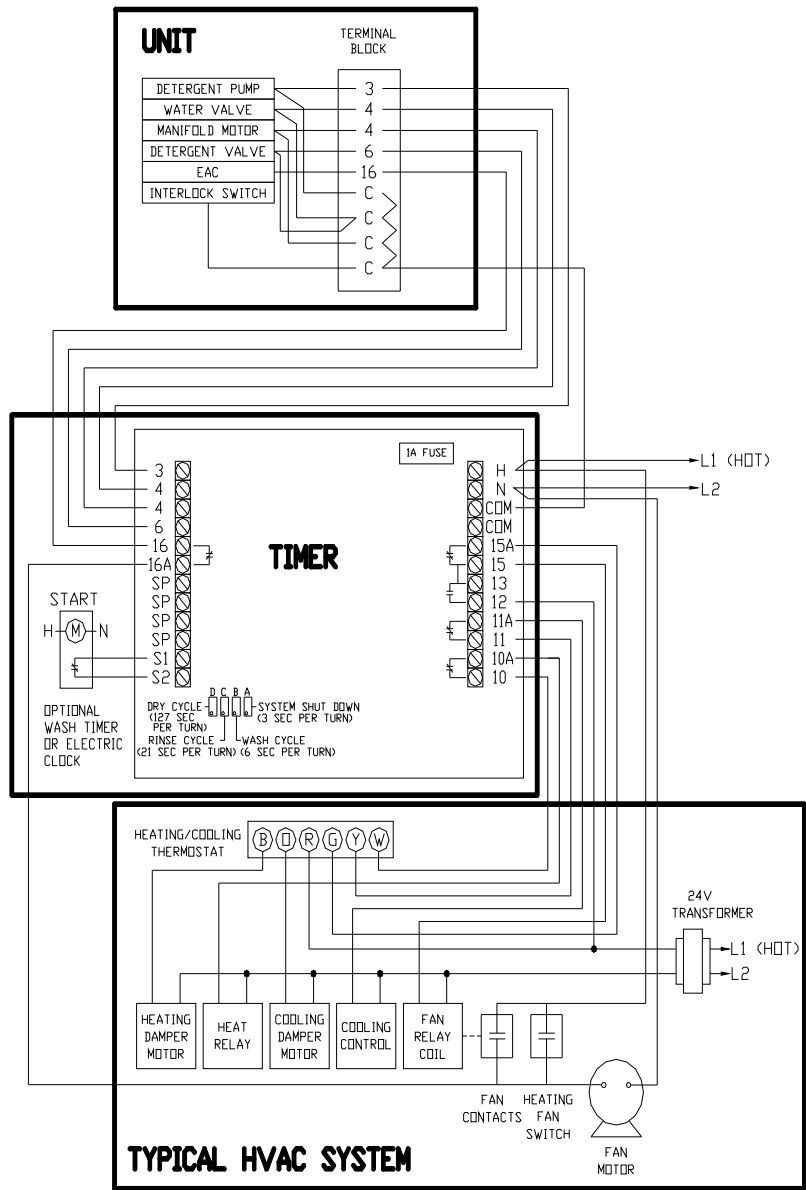 UNIT
TERMINAL
BLOCK
DETERGENT PUMP
WATER VALVE
MANIFOLD MOTOR
DETERGENT VALVE
EAC
INTERLOCK SWITCH
3
4
4
6
16
C
C
C
C
1A FUSE
TIMER
3
4
4
6
16
16A
SP
SP
SP
SP
S1
S2
H
N
COM
COM
15A
15
13
12
11A
11
10A
10
L1 (HOT)
L2
START
H M N
OPTIONAL
WASH TIMER
OR ELECTRIC
CLOCK
D C B A
DRY CYCLE
(127 SEC
PER TURN)
SYSTEM SHUT DOWN
(3 SEC PER TURN)
RINSE CYCLE
(21 SEC PER TURN)
WASH CYCLE
(6 SEC PER TURN)
HEATING/COOLING
THERMOSTAT
B O R G Y W
24V
TRANSFORMER
L1 (HOT)
L2
HEATING
DAMPER
MOTOR
HEAT
RELAY
COOLING
DAMPER
MOTOR
COOLING
CONTROL
FAN
RELAY
COIL
FAN
CONTACTS
HEATING
FAN
SWITCH
FAN
MOTOR
TYPICAL HVAC SYSTEM